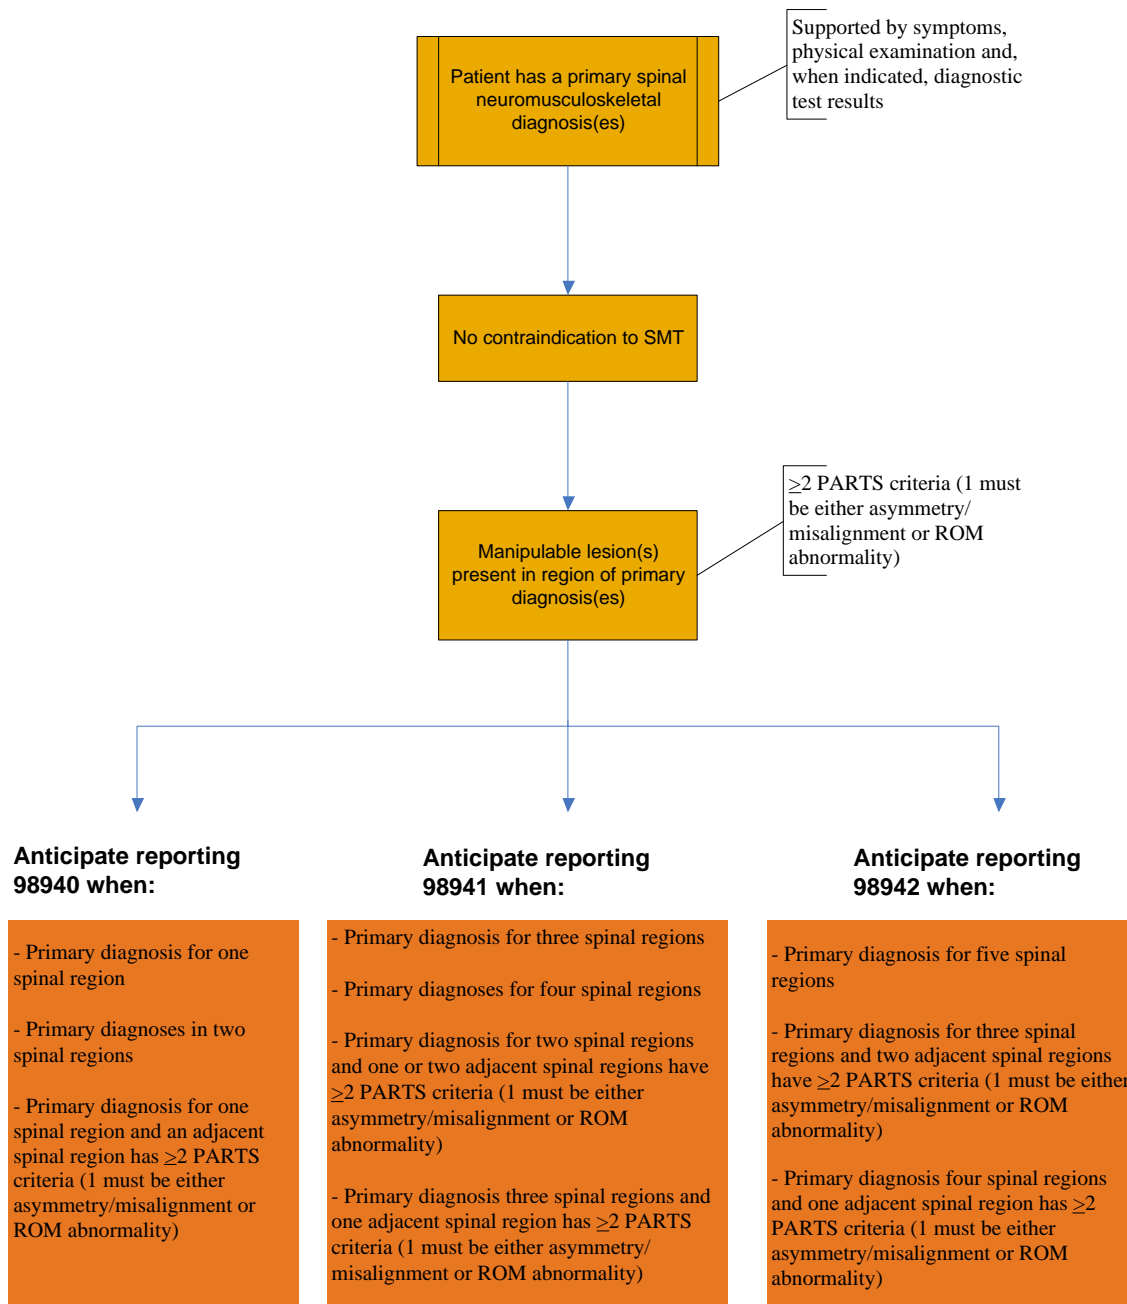 Patient has a primary spinal
neuromusculoskeletal
diagnosis(es)
Supported by symptoms,
physical examination and,
when indicated, diagnostic
test results
No contraindication to SMT
Manipulable lesion(s)
present in region of primary
diagnosis(es)
≥2 PARTS criteria (1 must
be either asymmetry/
misalignment or ROM
abnormality)
Anticipate reporting
98940 when:
- Primary diagnosis for one
spinal region
- Primary diagnoses in two
spinal regions
- Primary diagnosis for one
spinal region and an adjacent
spinal region has ≥2 PARTS
criteria (1 must be either
asymmetry/misalignment or
ROM abnormality)
Anticipate reporting
98941 when:
- Primary diagnosis for three spinal regions
- Primary diagnoses for four spinal regions
- Primary diagnosis for two spinal regions
and one or two adjacent spinal regions have
≥2 PARTS criteria (1 must be either
asymmetry/misalignment or ROM
abnormality)
- Primary diagnosis three spinal regions and
one adjacent spinal region has ≥2 PARTS
criteria (1 must be either asymmetry/
misalignment or ROM abnormality)
Anticipate reporting
98942 when:
- Primary diagnosis for five spinal
regions
- Primary diagnosis for three spinal
regions and two adjacent spinal regions
have ≥2 PARTS criteria (1 must be either
asymmetry/misalignment or ROM
abnormality)
- Primary diagnosis four spinal regions
and one adjacent spinal region has ≥2
PARTS criteria (1 must be either
asymmetry/misalignment or ROM
abnormality)